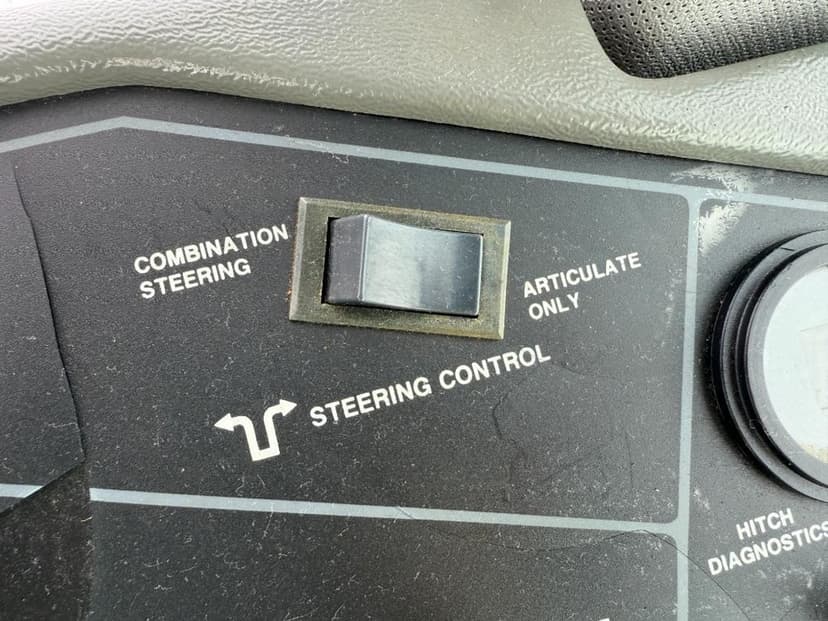 COMBINATION
STEERING
ARTICULATE
ONLY
STEERING CONTROL
HITCH
DIAGNOSTICS